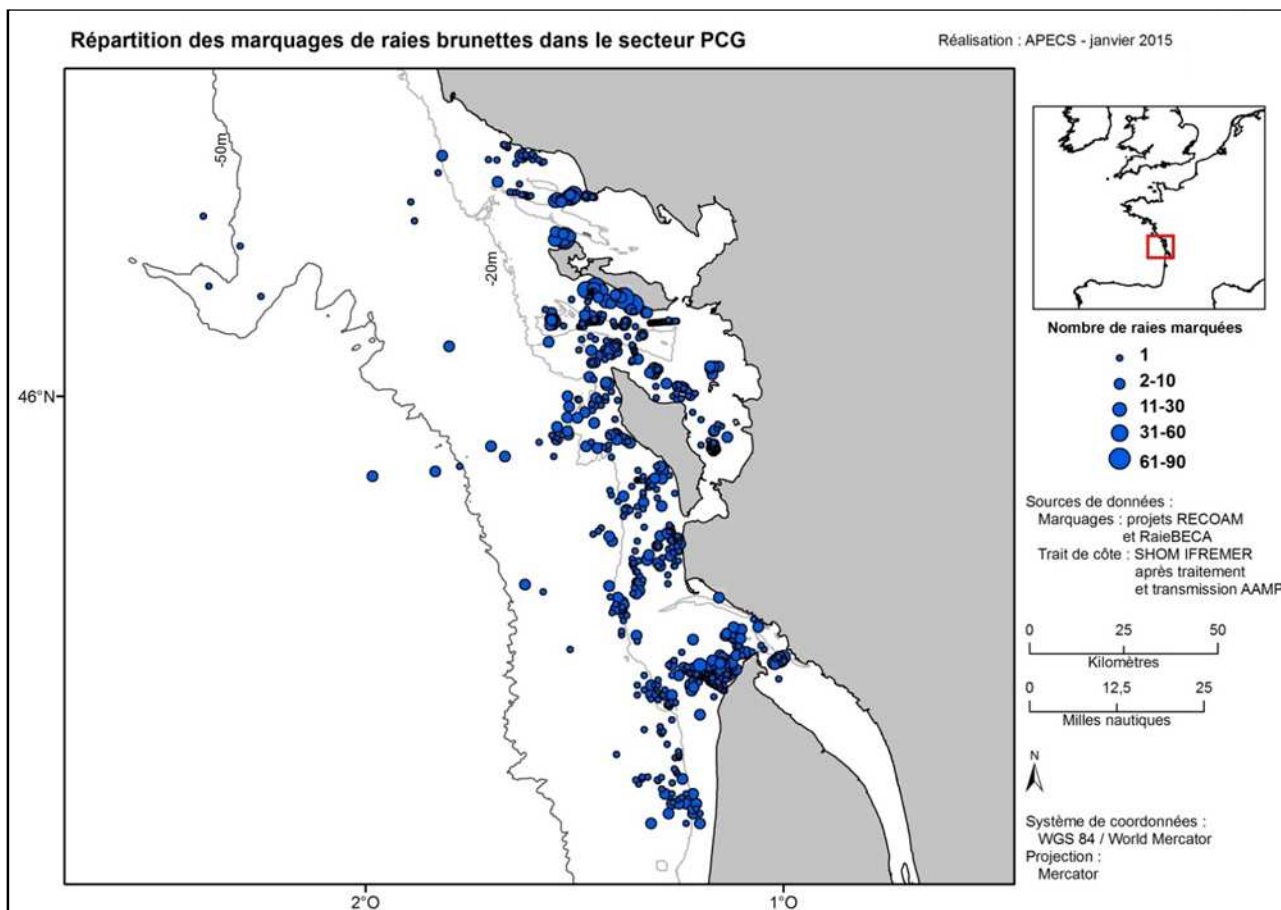 Répartition des marquages de raies brunettes dans le secteur PCG
Réalisation : APECS - janvier 2015
-50m
-20m
46°N
2°O
1°O
Nombre de raies marquées
1
2-10
11-30
31-60
61-90
Sources de données :
Marquages : projets RECOAM
et RaieBECA
Trait de côte : SHOM IFREMER
après traitement
et transmission AAMP
0 25 50
Kilomètres
0 12,5 25
Milles nautiques
N
Système de coordonnées :
WGS 84 / World Mercator
Projection :
Mercator